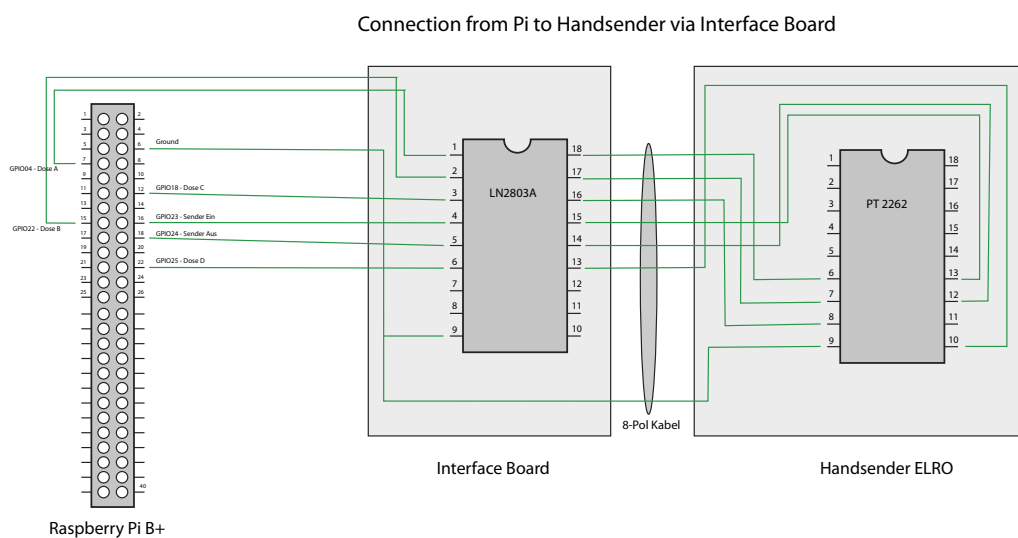 Connection from Pi to Handsender via Interface Board
1 2
3 4
5 6 Ground
GPIO04 - Dose A 7 8
9 10
11 12 GPIO18 - Dose C
13 14
GPIO22 - Dose B 15 16 GPIO23 - Sender Ein
17 18 GPIO24 - Sender Aus
19 20
21 22 GPIO25 - Dose D
23 24
25 26
40
Raspberry Pi B+
LN2803A
1 18
2 17
3 16
4 15
5 14
6 13
7 12
8 11
9 10
Interface Board
8-Pol Kabel
PT 2262
1 18
2 17
3 16
4 15
5 14
6 13
7 12
8 11
9 10
Handsender ELRO